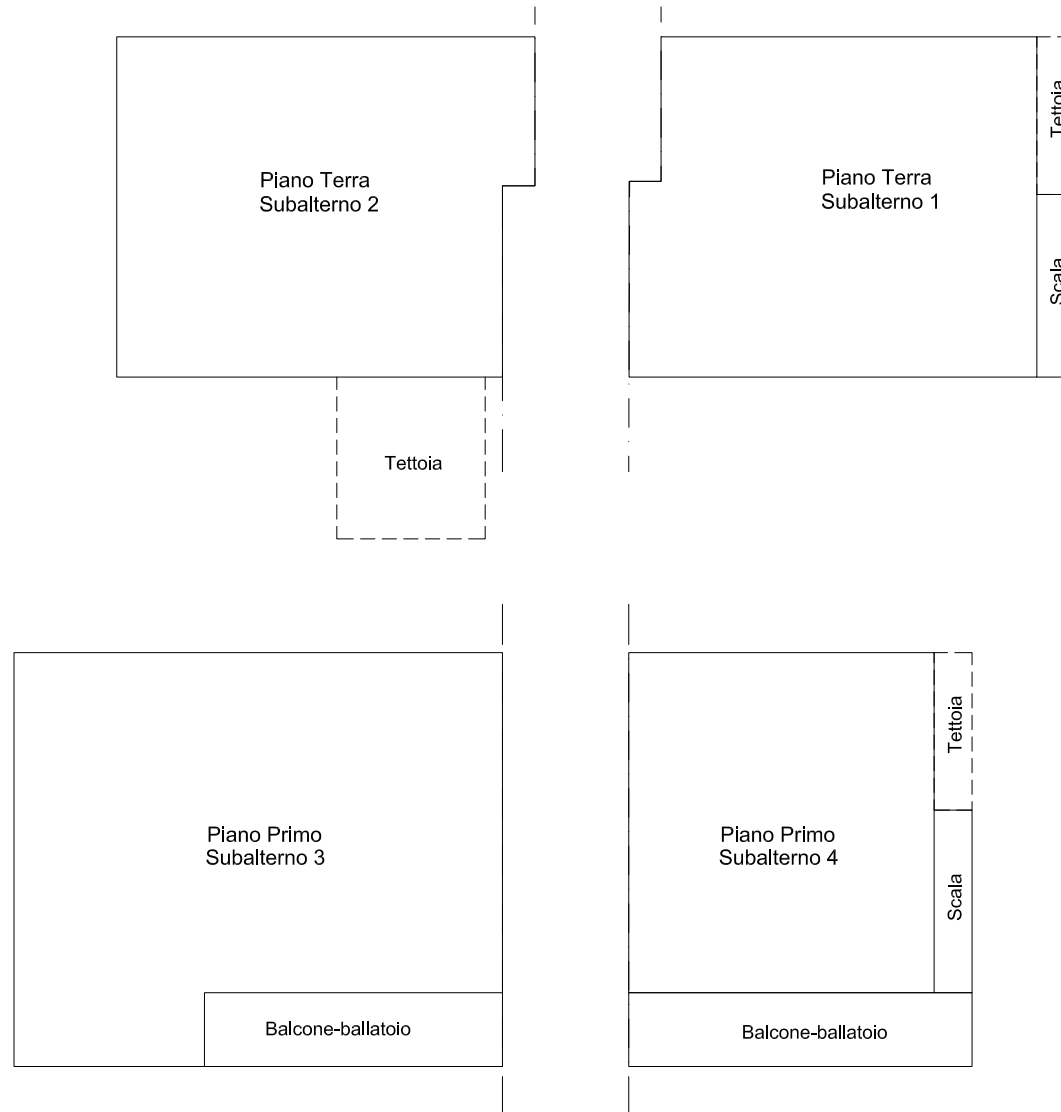 Piano Terra
Subalterno 2
Piano Terra
Subalterno 1
Tettoia
Scala
Tettoia
Piano Primo
Subalterno 3
Balcone-ballatoio
Piano Primo
Subalterno 4
Tettoia
Scala
Balcone-ballatoio